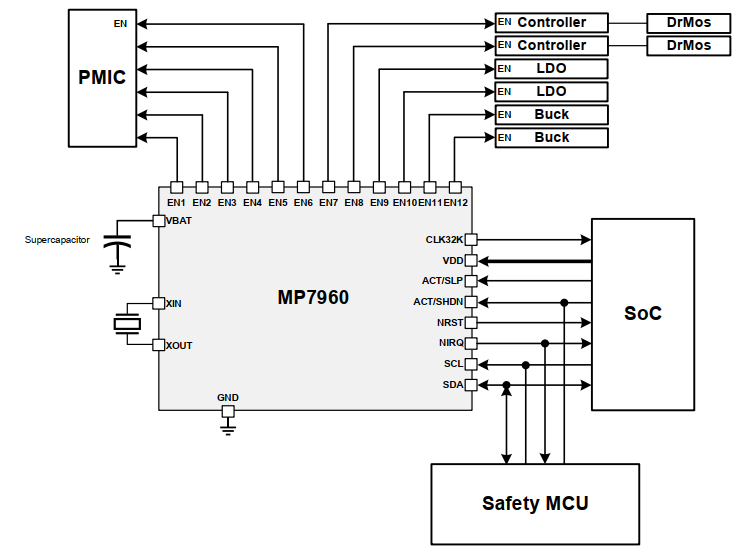 EN
PMIC
EN Controller
DrMos
EN Controller
DrMos
EN LDO
EN LDO
EN Buck
EN Buck
EN1 EN2 EN3 EN4 EN5 EN6 EN7 EN8 EN9 EN10 EN11 EN12
VBAT
Supercapacitor
CLK32K
VDD
ACT/SLP
MP7960
XIN
ACT/SHDN
SoC
NRST
XOUT
NIRQ
SCL
SDA
GND
Safety MCU